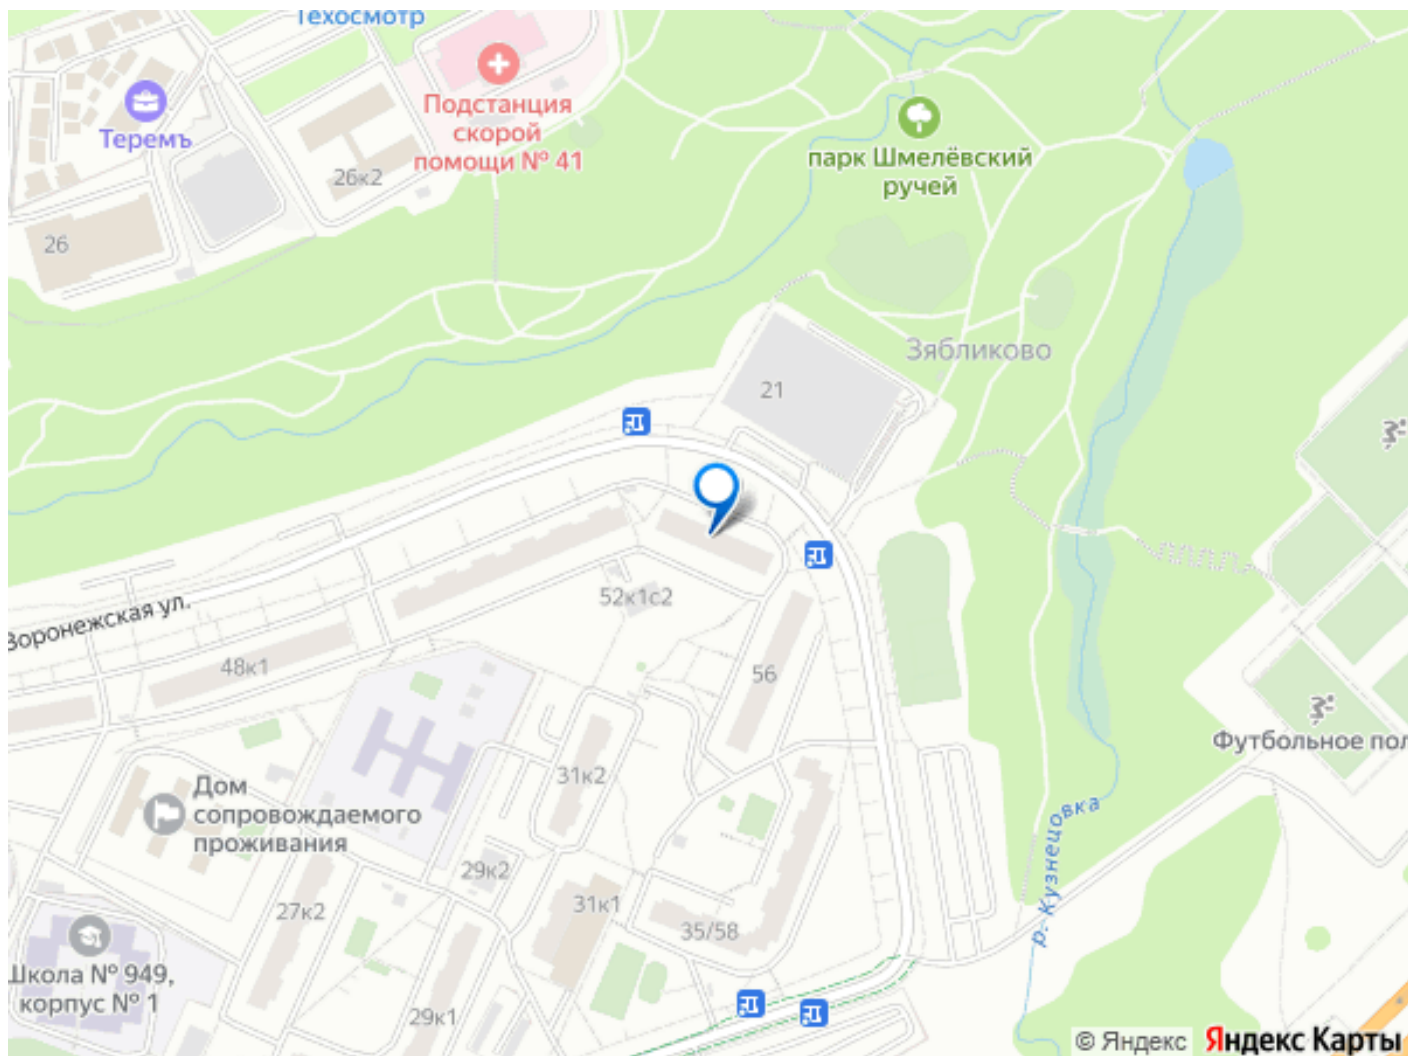 Техосмотр
Подстанция
скорой
помощи № 41
Теремъ
26к2
26
парк Шмелёвский
ручей
Зябликово
21
52к1с2
Воронежская ул.
48к1
56
Футбольное пол
31к2
Дом
сопровождаемого
проживания
29к2
27к2
31к1
35/58
р. Кузнецовка
Школа № 949,
корпус № 1
29к1
© Яндекс
Яндекс Карты